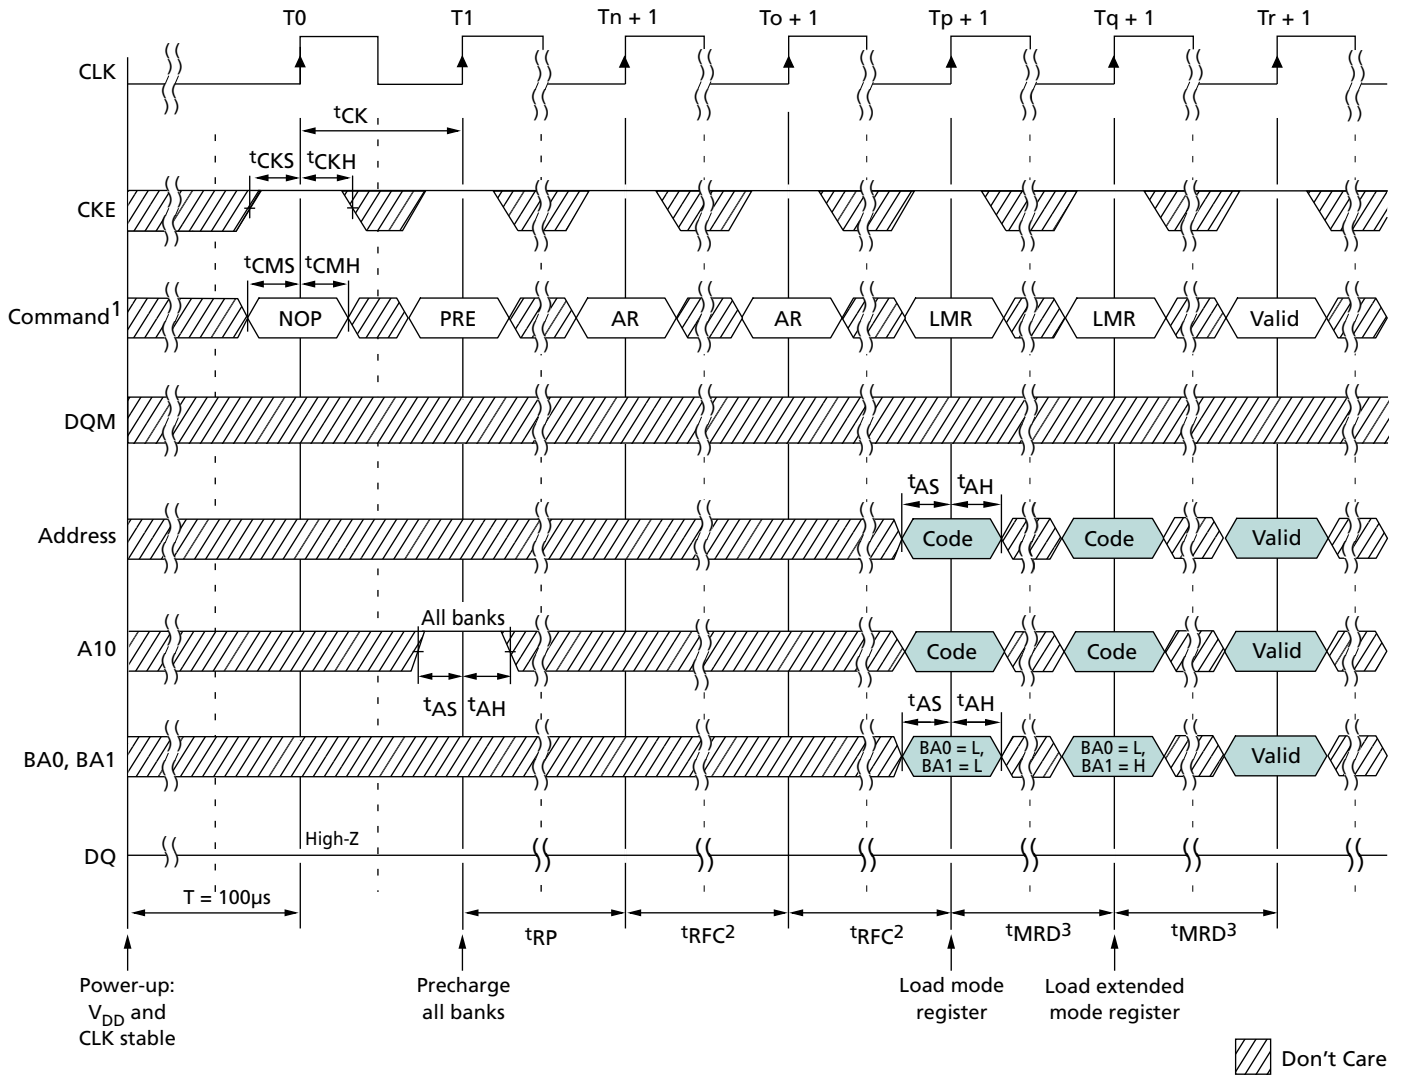 T0 T1 Tn + 1 To + 1 Tp + 1 Tq + 1 Tr + 1
CLK
tCK
tCKS tCKH
CKE
tCMS tCMH
Command1 NOP PRE AR AR LMR LMR Valid
DQM
tAS tAH
Address Code Code Valid
All banks
A10 Code Code Valid
tAS tAH tAS tAH
BA0, BA1 BA0 = L, BA1 = L BA0 = L, BA1 = H Valid
High-Z
DQ
T = 100µs
tRP tRFC2 tRFC2 tMRD3 tMRD3
Power-up:
VDD and
CLK stable
Precharge
all banks
Load mode
register
Load extended
mode register
Don't Care